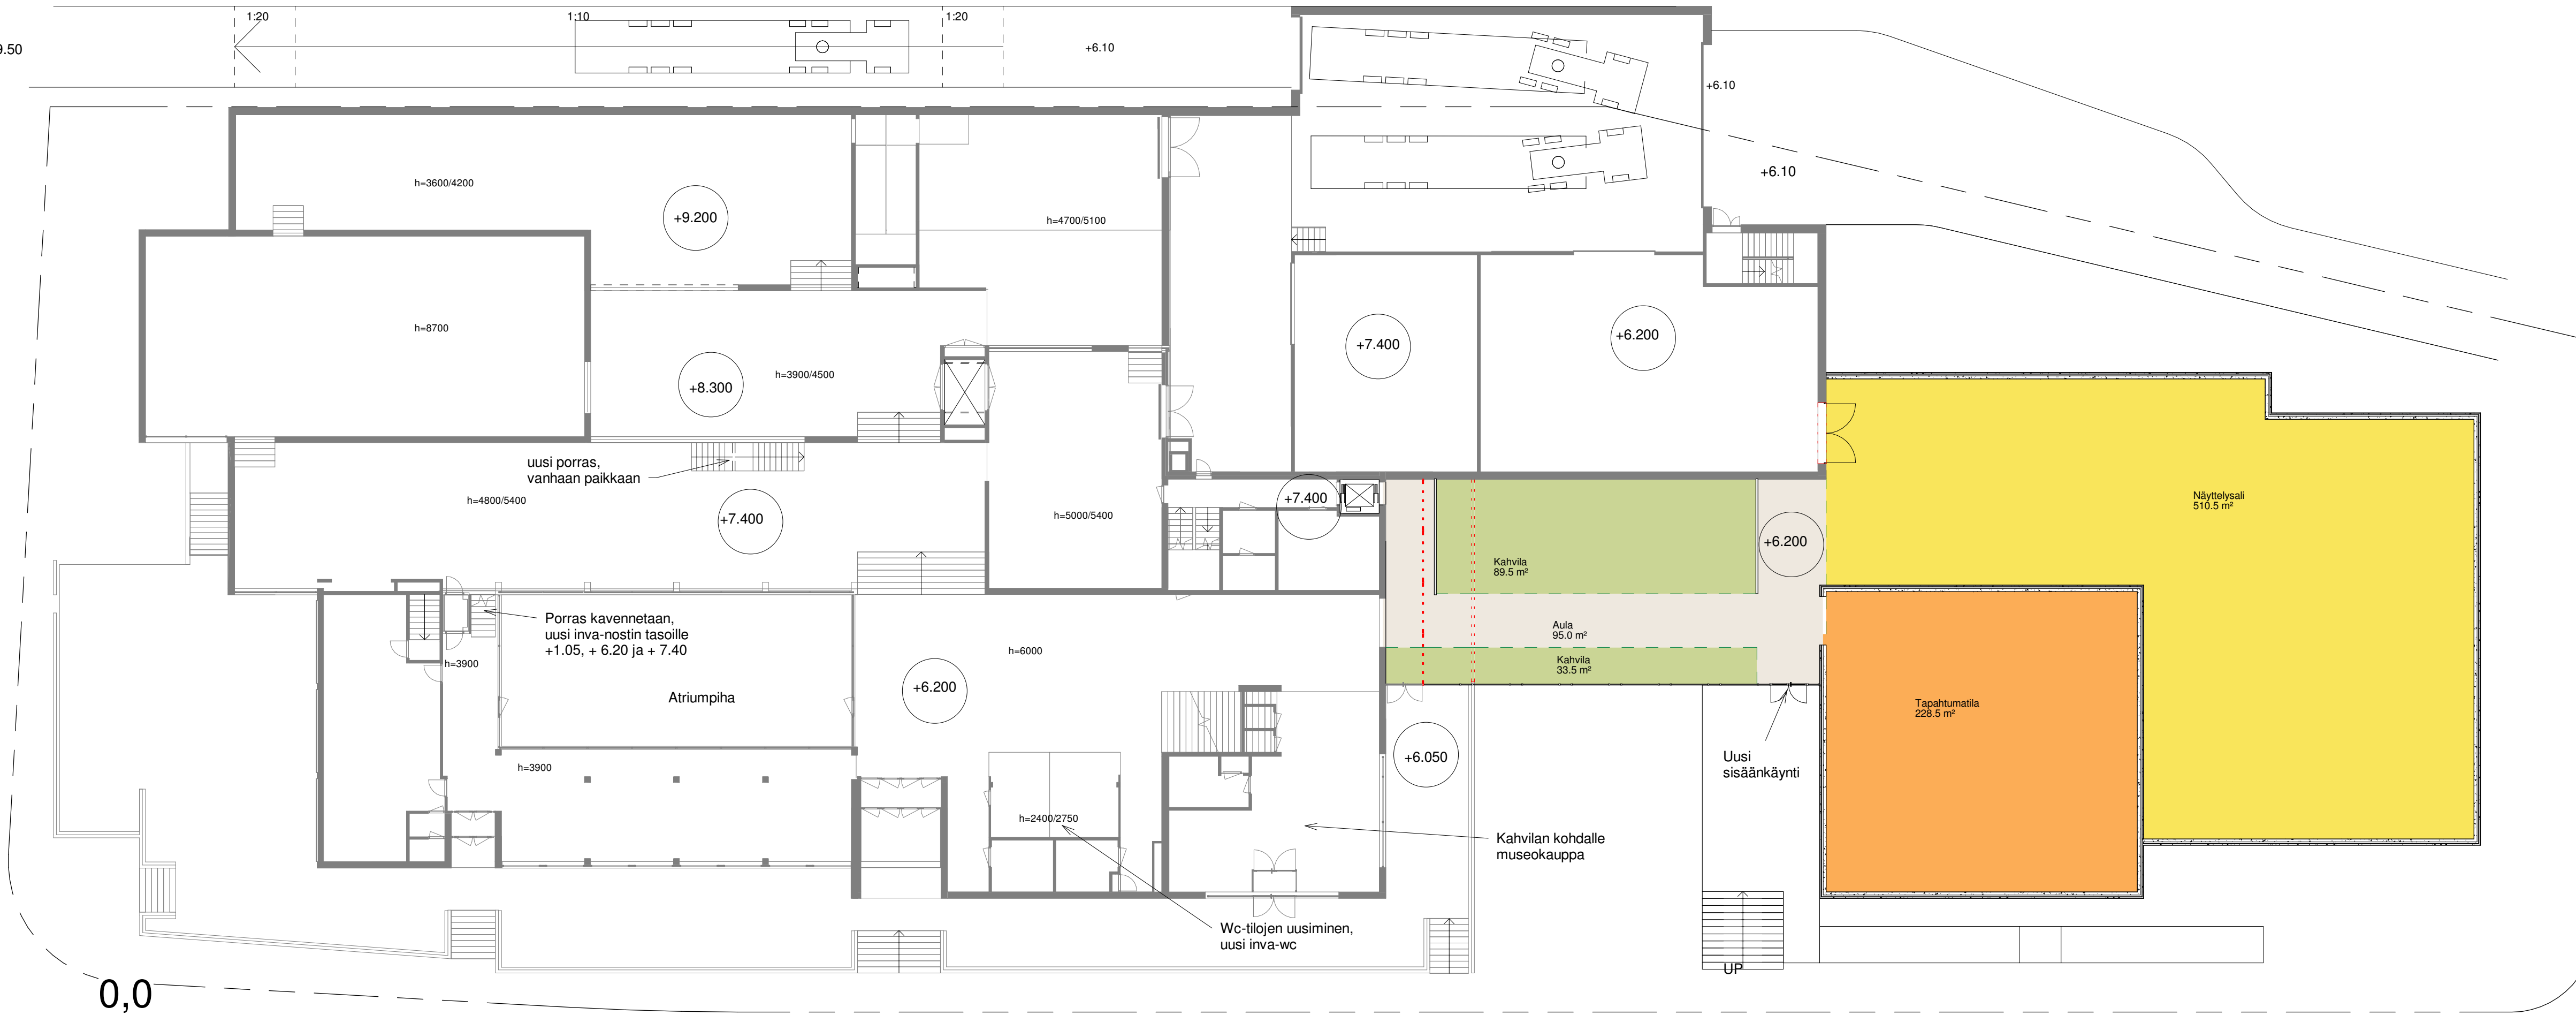 1:20
1:10
1:20
9.50
+6.10
+6.10
+6.10
h=3600/4200
+9.200
h=4700/5100
h=8700
+7.400
+6.200
h=3900/4500
+8.300
uusi porras,
vanhaan paikkaan
h=4800/5400
+7.400
h=5000/5400
+7.400
Näyttelysali
510.5 m²
+6.200
Kahvila
89.5 m²
Porras kavennetaan,
uusi inva-nostin tasoille
+1.05, + 6.20 ja + 7.40
Aula
95.0 m²
h=3900
h=6000
Kahvila
33.5 m²
+6.200
Atriumpiha
Tapahtumatila
228.5 m²
+6.050
Uusi
sisäänkäynti
h=3900
h=2400/2750
Kahvilan kohdalle
museokauppa
Wc-tilojen uusiminen,
uusi inva-wc
UP
0,0